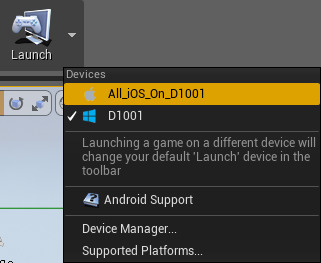 Launch
Devices
All_iOS_On_D1001
D1001
Launching a game on a different device will
change your default 'Launch' device in the
toolbar
Android Support
Device Manager...
Supported Platforms...